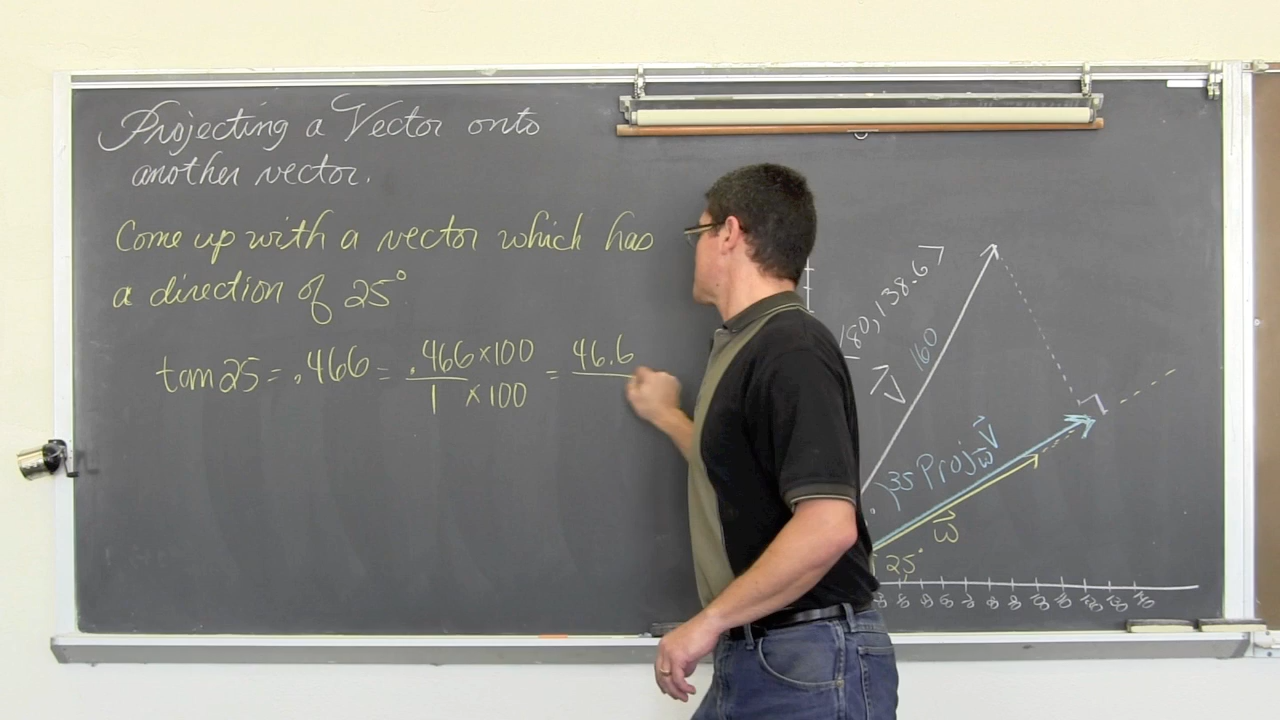 Projecting a Vector onto
another vector.
Come up with a vector which has
a direction of 25°
tan 25 = .466 = .466 × 100 / 1 × 100 = 46.6
80, 138.6 >
V 160
35 Proj w V
w
25°